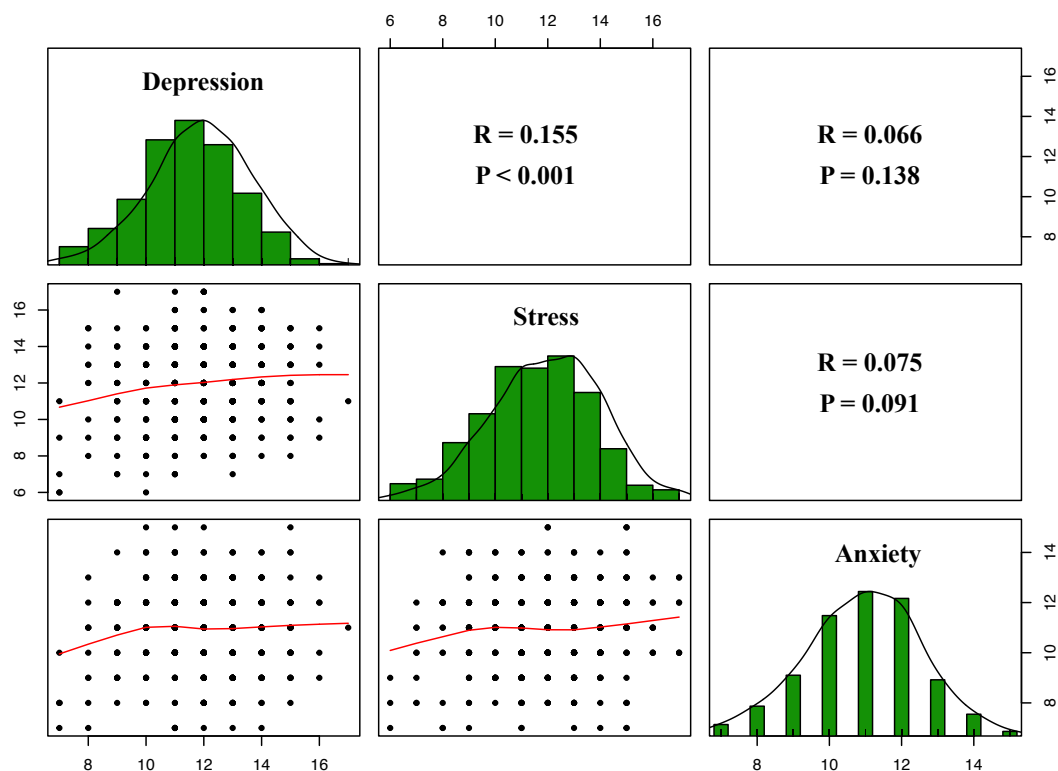 6 8 10 12 14 16
Depression
R = 0.155
P < 0.001
R = 0.066
P = 0.138
8 10 12 14 16
6 8 10 12 14 16
Stress
R = 0.075
P = 0.091
Anxiety
8 10 12 14
8 10 12 14 16
8 10 12 14